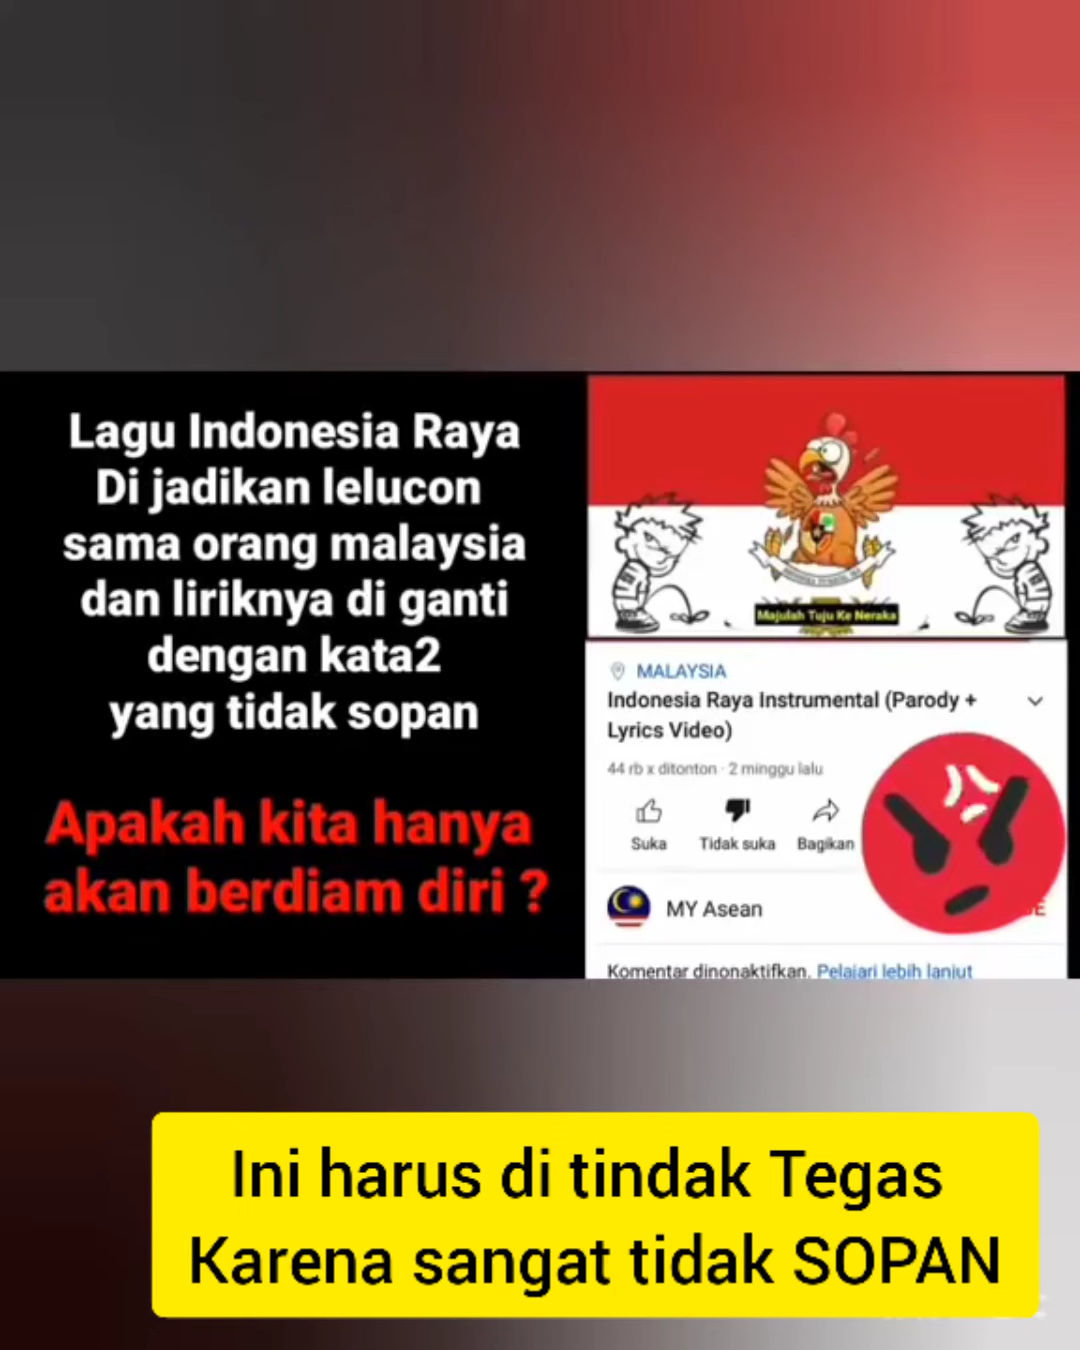 Lagu Indonesia Raya
Di jadikan lelucon
sama orang malaysia
dan liriknya di ganti
dengan kata2
yang tidak sopan
Apakah kita hanya
akan berdiam diri ?
Majulah Tuju Ke Neraka
MALAYSIA
Indonesia Raya Instrumental (Parody +
Lyrics Video)
44 rb x ditonton · 2 minggu lalu
Suka
Tidak suka
Bagikan
MY Asean
Komentar dinonaktifkan. Pelajari lebih lanjut
Ini harus di tindak Tegas
Karena sangat tidak SOPAN